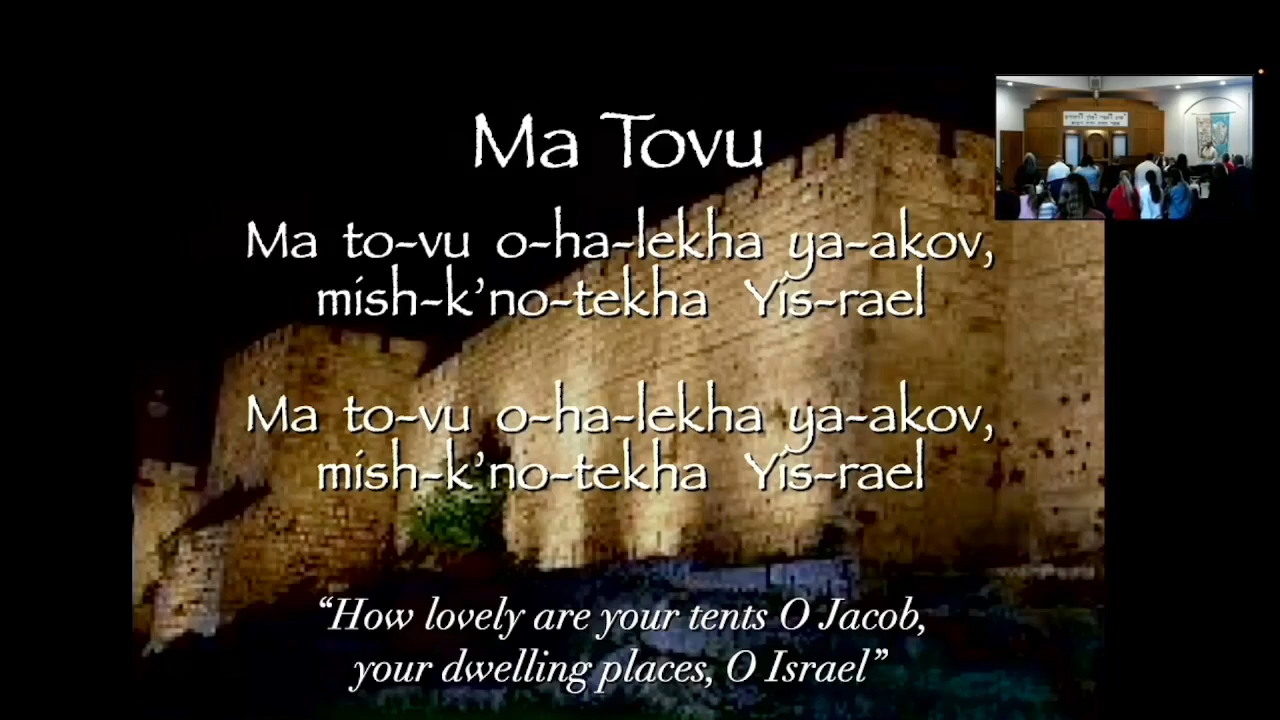 Ma Tovu
Ma to-vu o-ha-lekha ya-akov,
mish-k’no-tekha Yis-rael
Ma to-vu o-ha-lekha ya-akov,
mish-k’no-tekha Yis-rael
“How lovely are your tents O Jacob,
your dwelling places, O Israel”